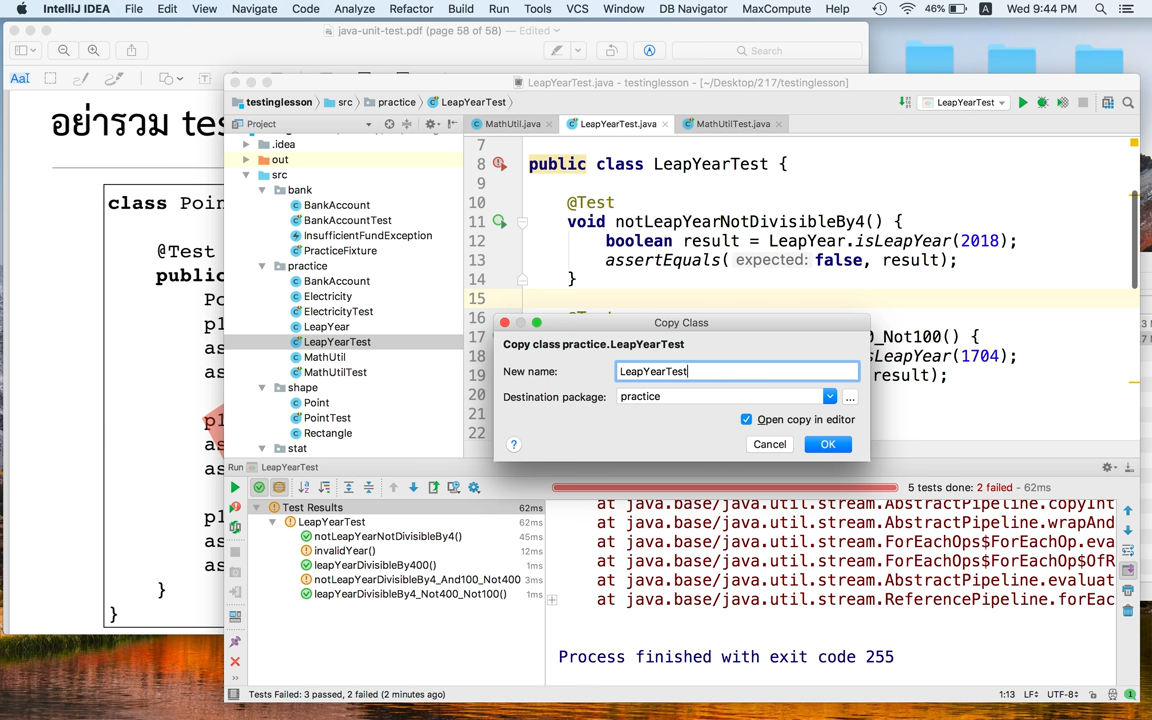 IntelliJ IDEA File Edit View Navigate Code Analyze Refactor Build Run Tools VCS Window DB Navigator MaxCompute Help 46% A Wed 9:44 PM
java-unit-test.pdf (page 58 of 58) — Edited
Search
AaI
อย่ารวม tes
class Poin
@Test
public
Po
p1
as
as
p1
as
as
p1
as
as
}
}
LeapYearTest.java - testinglesson - [~/Desktop/217/testinglesson]
testinglesson src practice LeapYearTest
LeapYearTest
Project
MathUtil.java LeapYearTest.java MathUtilTest.java
.idea
out
src
bank
BankAccount
BankAccountTest
InsufficientFundException
PracticeFixture
practice
BankAccount
Electricity
ElectricityTest
LeapYear
LeapYearTest
MathUtil
MathUtilTest
shape
Point
PointTest
Rectangle
stat
7
8 public class LeapYearTest {
9
10 @Test
11 void notLeapYearNotDivisibleBy4() {
12 boolean result = LeapYear.isLeapYear(2018);
13 assertEquals( expected: false, result);
14 }
15
16
17 0_Not100() {
18 sLeapYear(1704);
19 result);
20
21
22
Copy Class
Copy class practice.LeapYearTest
New name: LeapYearTest
Destination package: practice
...
Open copy in editor
? Cancel OK
Run LeapYearTest
5 tests done: 2 failed - 62ms
Test Results 62ms
LeapYearTest 62ms
notLeapYearNotDivisibleBy4() 45ms
invalidYear() 12ms
leapYearDivisibleBy400() 1ms
notLeapYearDivisibleBy4_And100_Not400 3ms
leapYearDivisibleBy4_Not400_Not100() 1ms
at java.base/java.util.stream.AbstractPipeline.copyInt
at java.base/java.util.stream.AbstractPipeline.wrapAnd
at java.base/java.util.stream.ForEachOps$ForEachOp.eva
at java.base/java.util.stream.ForEachOps$ForEachOp$OfR
at java.base/java.util.stream.AbstractPipeline.evaluat
at java.base/java.util.stream.ReferencePipeline.forEac
Process finished with exit code 255
Tests Failed: 3 passed, 2 failed (2 minutes ago)
1:13 LF÷ UTF-8÷ 1